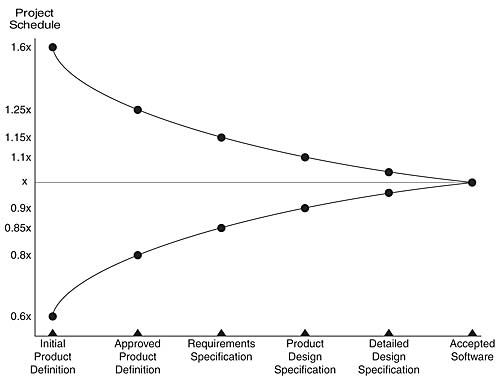 Project
Schedule
1.6x
1.25x
1.15x
1.1x
x
0.9x
0.85x
0.8x
0.6x
Initial
Product
Definition
Approved
Product
Definition
Requirements
Specification
Product
Design
Specification
Detailed
Design
Specification
Accepted
Software